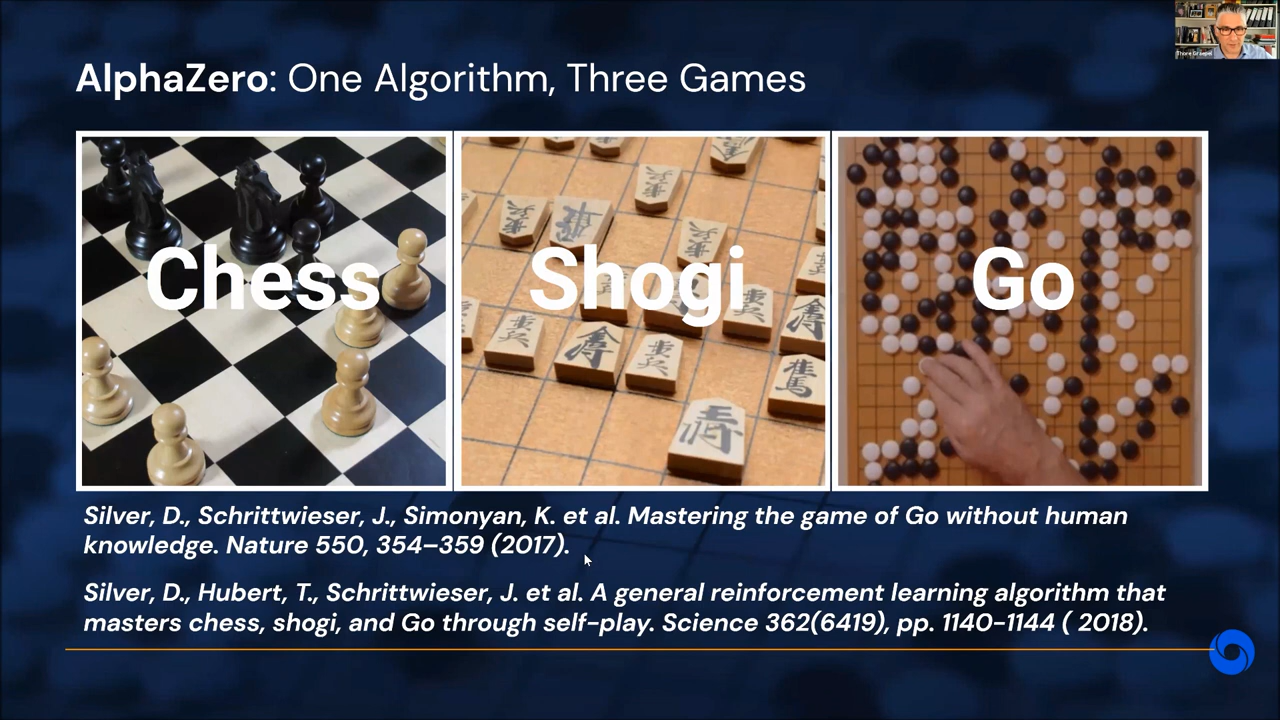 Thore Graepel
AlphaZero: One Algorithm, Three Games
Chess
Shogi
Go
Silver, D., Schrittwieser, J., Simonyan, K. et al. Mastering the game of Go without human
knowledge. Nature 550, 354–359 (2017).
Silver, D., Hubert, T., Schrittwieser, J. et al. A general reinforcement learning algorithm that
masters chess, shogi, and Go through self-play. Science 362(6419), pp. 1140-1144 ( 2018).